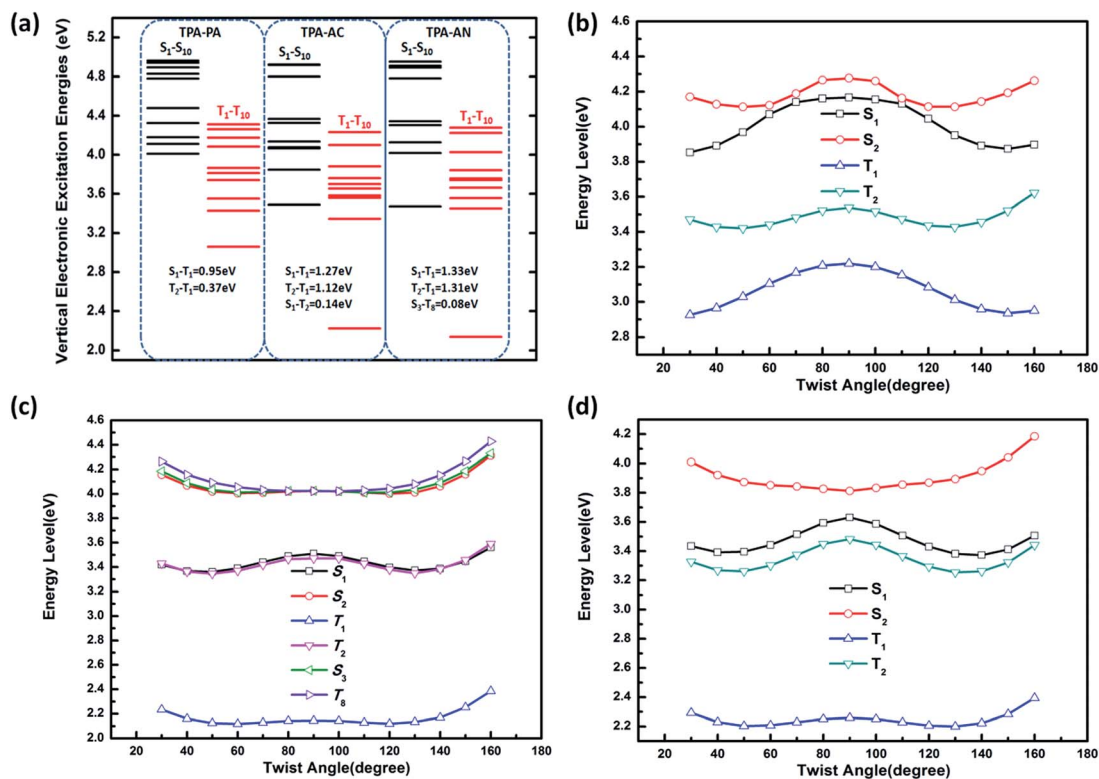 (a)
Vertical Electronic Excitation Energies (eV)
5.2
4.8
4.4
4.0
3.6
3.2
2.8
2.4
2.0
TPA-PA
TPA-AC
TPA-AN
S1-S10
S1-S10
S1-S10
T1-T10
T1-T10
T1-T10
S1-T1=0.95eV
T2-T1=0.37eV
S1-T1=1.27eV
T2-T1=1.12eV
S1-T2=0.14eV
S1-T1=1.33eV
T2-T1=1.31eV
S3-T8=0.08eV
(b)
Energy Level(eV)
4.6
4.4
4.2
4.0
3.8
3.6
3.4
3.2
3.0
2.8
S1
S2
T1
T2
20 40 60 80 100 120 140 160 180
Twist Angle(degree)
(c)
Energy Level(eV)
4.6
4.4
4.2
4.0
3.8
3.6
3.4
3.2
3.0
2.8
2.6
2.4
2.2
2.0
S1
S2
T1
T2
S3
T8
20 40 60 80 100 120 140 160 180
Twist Angle(degree)
(d)
Energy Level(eV)
4.2
4.0
3.8
3.6
3.4
3.2
3.0
2.8
2.6
2.4
2.2
S1
S2
T1
T2
20 40 60 80 100 120 140 160 180
Twist Angle(degree)